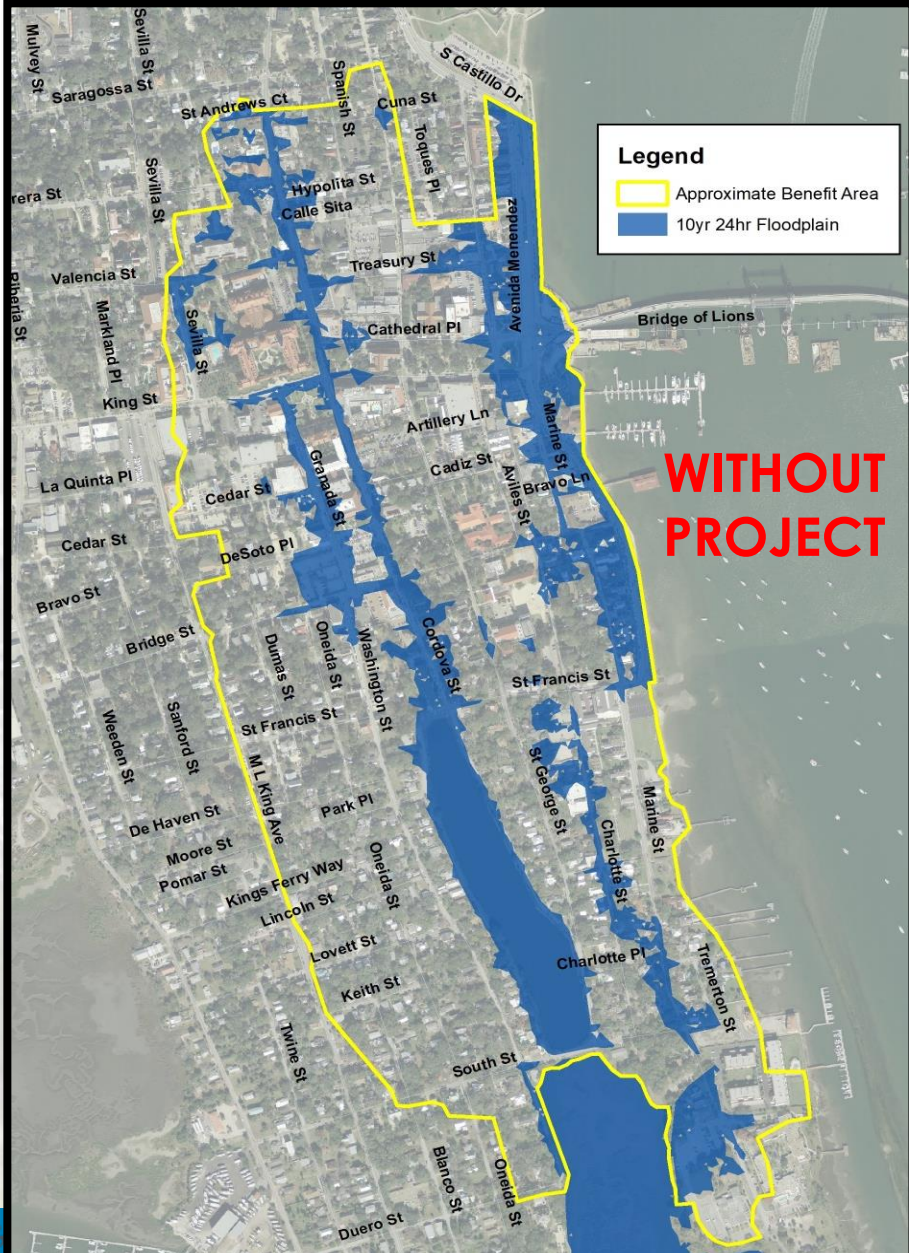 Mulvey St
Sevilla St
Saragossa St
St Andrews Ct
Spanish St
Cuna St
S Castillo Dr
Toques Pl
Legend
Approximate Benefit Area
10yr 24hr Floodplain
rera St
Sevilla St
Hypolita St
Calle Sita
Valencia St
Treasury St
Avenida Menendez
Riberia St
Markland Pl
Sevilla St
Cathedral Pl
Bridge of Lions
King St
Artillery Ln
Marine St
La Quinta Pl
Granada St
Cadiz St
WITHOUT
PROJECT
Cedar St
Aviles St
Bravo Ln
Cedar St
DeSoto Pl
Bravo St
Bridge St
Dumas St
Oneida St
Washington St
Cordova St
St Francis St
Weeden St
Sanford St
St Francis St
M L King Ave
St George St
Marine St
De Haven St
Park Pl
Moore St
Pomar St
Kings Ferry Way
Oneida St
Charlotte St
Lincoln St
Lovett St
Charlotte Pl
Tremerton St
Keith St
Twine St
South St
Blanco St
Oneida St
Duero St